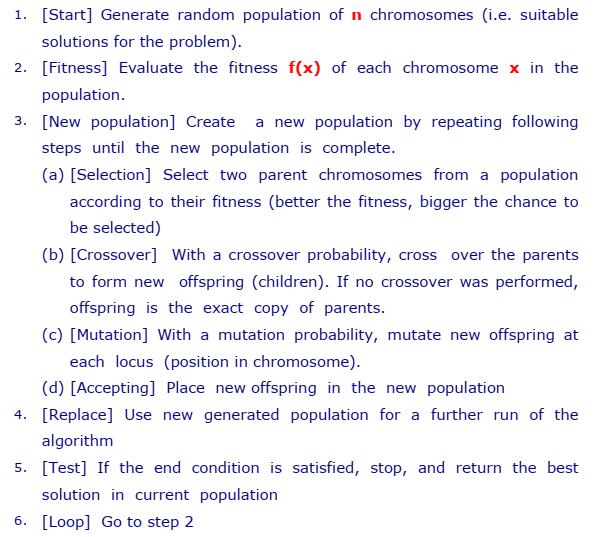 1. [Start] Generate random population of n chromosomes (i.e. suitable
solutions for the problem).
2. [Fitness] Evaluate the fitness f(x) of each chromosome x in the
population.
3. [New population] Create a new population by repeating following
steps until the new population is complete.
(a) [Selection] Select two parent chromosomes from a population
according to their fitness (better the fitness, bigger the chance to
be selected)
(b) [Crossover] With a crossover probability, cross over the parents
to form new offspring (children). If no crossover was performed,
offspring is the exact copy of parents.
(c) [Mutation] With a mutation probability, mutate new offspring at
each locus (position in chromosome).
(d) [Accepting] Place new offspring in the new population
4. [Replace] Use new generated population for a further run of the
algorithm
5. [Test] If the end condition is satisfied, stop, and return the best
solution in current population
6. [Loop] Go to step 2